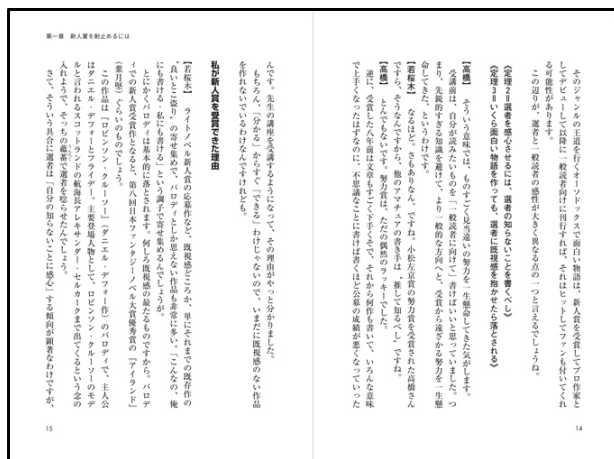 そのジャンルの王道を行くオーソドックスで面白い物語は、新人賞を受賞してプロ作家と
してデビューして以降に一般読者向けに刊行すれば、それはヒットしてファンも付いてくれ
る可能性があります。
この辺りが、選者と一般読者の感性が大きく異なる点の一つと言えるでしょうね。
《定理2＝選者を感心させるには、選者の知らないことを書くべし》
《定理3＝いくら面白い物語を作っても、選者に既視感を抱かせたら落とされる》
【高橋】　そういう意味では、ものすごく見当違いの努力を一生懸命してきた気がします。
受講前は、自分が読みたいものを「一般読者に向けて」書けばいいと思っていました。つ
まり、先鋭的すぎる知識を避けて、より一般的な方向へと、受賞から遠ざかる努力を一生懸
命してきた、というわけです。
【若桜木】　なるほど。さもありなん、ですね。小松左京賞の努力賞を受賞された高橋さん
ですら、そうなんですから、他のアマチュアの書き手は〝推して知るべし〟ですね。
【高橋】　とんでもないです。努力賞は、ただの偶然のラッキーでした。
逆に、受賞した八年前は文章もすごく下手くそで、それから何作も書いて、いろんな意味
で上手くなったはずなのに、不思議なことに書けば書くほど公募の成績が悪くなっていった
14
第一章　新人賞を射止めるには
んです。先生の講座を受講するようになって、その理由がやっと分かりました。
もちろん、「分かる」からすぐ「できる」わけじゃないので、いまだに既視感のない作品
を作れないでいるわけなんですけれども。
私が新人賞を受賞できた理由
【若桜木】　ライトノベル新人賞の応募作など、既視感どころか、単にそれまでの既存作の
〝良いとこ盗り〟の寄せ集めで、パロディとしか思えない作品も非常に多い。「こんなの、俺
にも書ける・私にも書ける」という調子で寄せ集めるんでしょうが。
とにかくパロディは基本的に落とされます。何しろ既視感の最たるものですから。パロデ
ィでの新人賞受賞作となると、第八回日本ファンタジーノベル大賞優秀賞の『アイランド』
（葉月堅）ぐらいのものでしょう。
この作品は『ロビンソン・クルーソー』（ダニエル・デフォー作）のパロディで、主人公
はダニエル・デフォーとフライデー。主要登場人物として、ロビンソン・クルーソーのモデ
ルと言われるスコットランドの航海長アレキサンダー・セルカークまで出てくるという念の
入れようで、そっちの蘊蓄で選者を唸らせたんでしょう。
さて、そういう具合に選者は「自分の知らないことに感心」する傾向が顕著なわけですが、
15